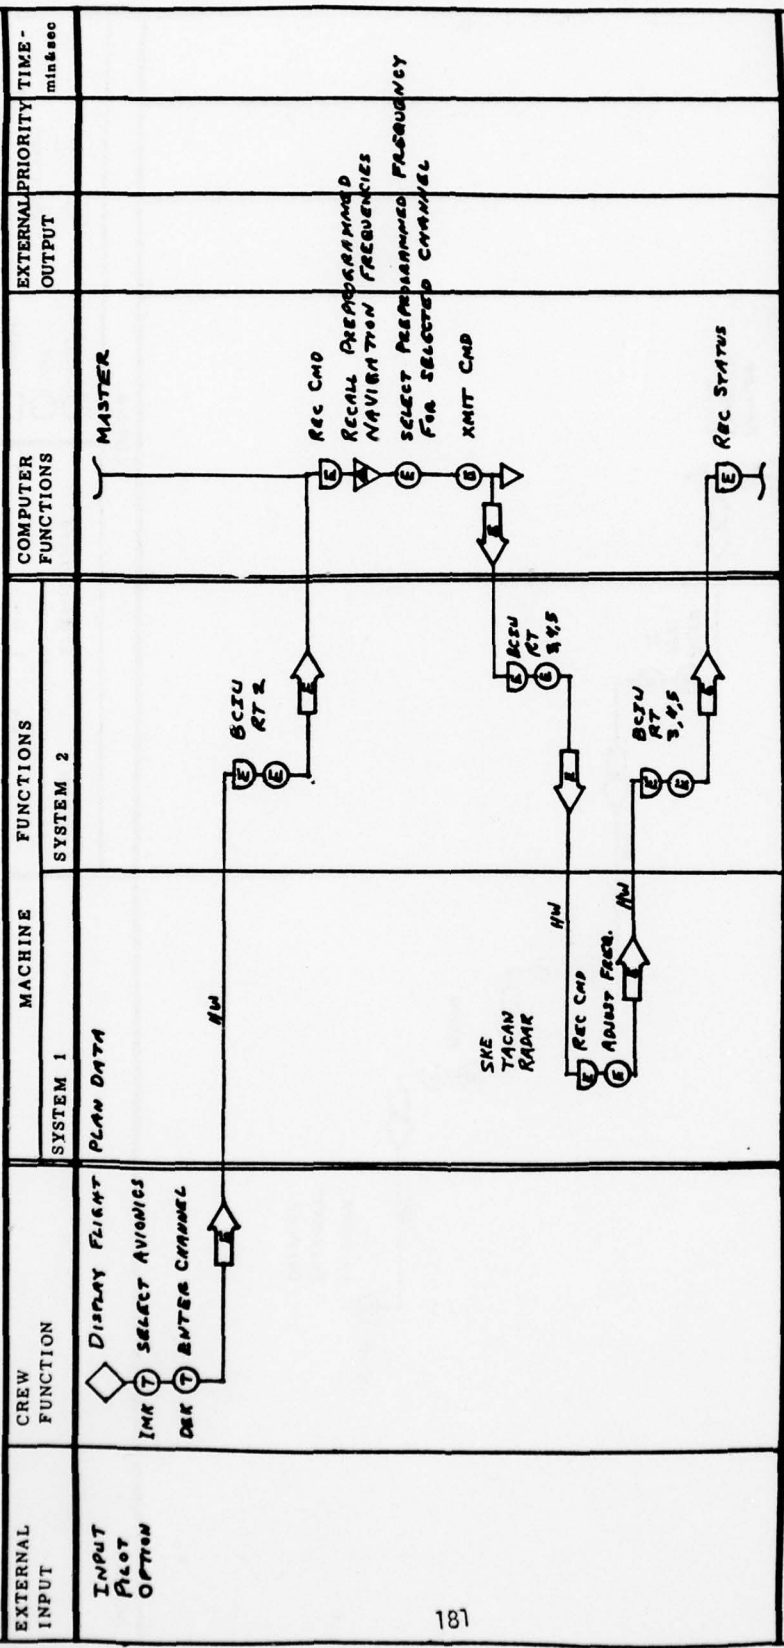 EXTERNAL
INPUT
CREW
FUNCTION
MACHINE FUNCTIONS
SYSTEM 1
SYSTEM 2
COMPUTER
FUNCTIONS
EXTERNAL
OUTPUT
PRIORITY
TIME-
min&sec
INPUT
PILOT
OPTION
DISPLAY FLIGHT PLAN DATA
IMK T SELECT AVIONICS
DEK T ENTER CHANNEL
E
HW
BCIU
RT 2
E
E
E
MASTER
E REC CMD
RECALL PREPROGRAMMED
NAVIGATION FREQUENCIES
E SELECT PREPROGRAMMED FREQUENCY
FOR SELECTED CHANNEL
E XMIT CMD
E
E BCIU
E RT
3,4,5
E
HW
SKE
TACAN
RADAR
E REC CMD
E ADJUST FREQ.
E
HW
BCIU
RT
3,4,5
E
E
E
E REC STATUS
181